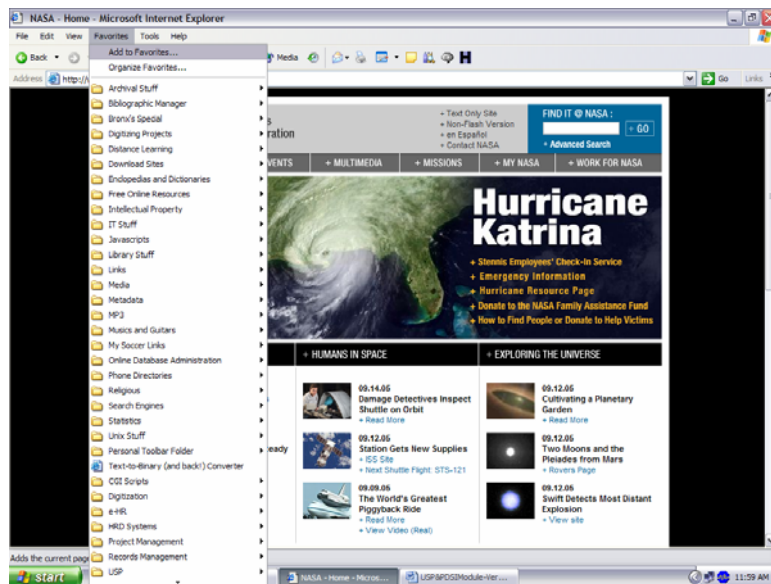 NASA - Home - Microsoft Internet Explorer
File Edit View Favorites Tools Help
Back Media
Address http:// Go Links
Add to Favorites...
Organize Favorites...
Archival Stuff
Bibliographic Manager
Bronx's Special
Digitizing Projects
Distance Learning
Download Sites
Enclopedias and Dictionaries
Free Online Resources
Intellectual Property
IT Stuff
Javascripts
Library Stuff
Links
Media
Metadata
MP3
Musics and Guitars
My Soccer Links
Online Database Administration
Phone Directories
Religious
Search Engines
Statistics
Unix Stuff
Personal Toolbar Folder
Text-to-Binary (and back!) Converter
CGI Scripts
Digitization
e-HR
HRD Systems
Project Management
Records Management
USP
+ Text Only Site
+ Non-Flash Version
+ en Español
+ Contact NASA
FIND IT @ NASA :
+ GO
+ Advanced Search
+ MULTIMEDIA + MISSIONS + MY NASA + WORK FOR NASA
Hurricane
Katrina
+ Stennis Employees' Check-In Service
+ Emergency Information
+ Hurricane Resource Page
+ Donate to the NASA Family Assistance Fund
+ How to Find People or Donate to Help Victims
+ HUMANS IN SPACE
09.14.05
Damage Detectives Inspect
Shuttle on Orbit
+ Read More
09.12.05
Station Gets New Supplies
+ ISS Site
+ Next Shuttle Flight: STS-121
09.09.05
The World's Greatest
Piggyback Ride
+ Read More
+ View Video (Real)
+ EXPLORING THE UNIVERSE
09.12.05
Cultivating a Planetary
Garden
+ Read More
09.12.05
Two Moons and the
Pleiades from Mars
+ Rovers Page
09.12.05
Swift Detects Most Distant
Explosion
+ View site
Adds the current page
start NASA - Home - Micros... USP&PDSIModule-Ver... 11:59 AM